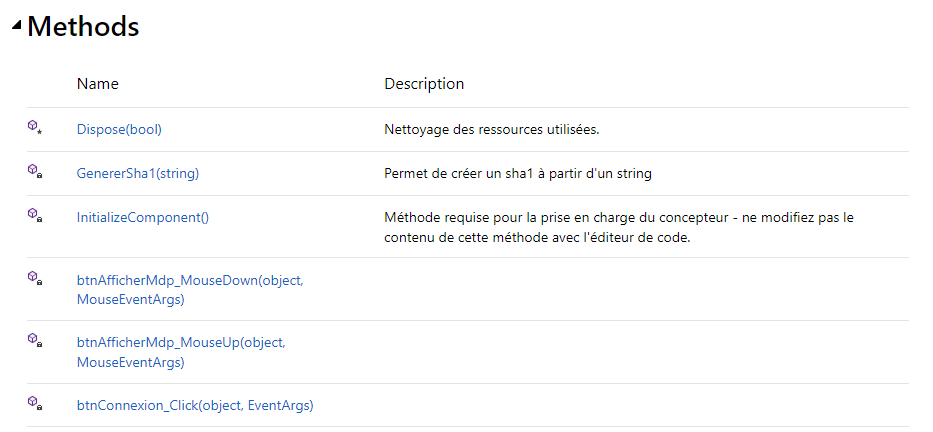 Methods
Name Description
Dispose(bool) Nettoyage des ressources utilisées.
GenererSha1(string) Permet de créer un sha1 à partir d'un string
InitializeComponent() Méthode requise pour la prise en charge du concepteur - ne modifiez pas le
contenu de cette méthode avec l'éditeur de code.
btnAfficherMdp_MouseDown(object,
MouseEventArgs)
btnAfficherMdp_MouseUp(object,
MouseEventArgs)
btnConnexion_Click(object, EventArgs)